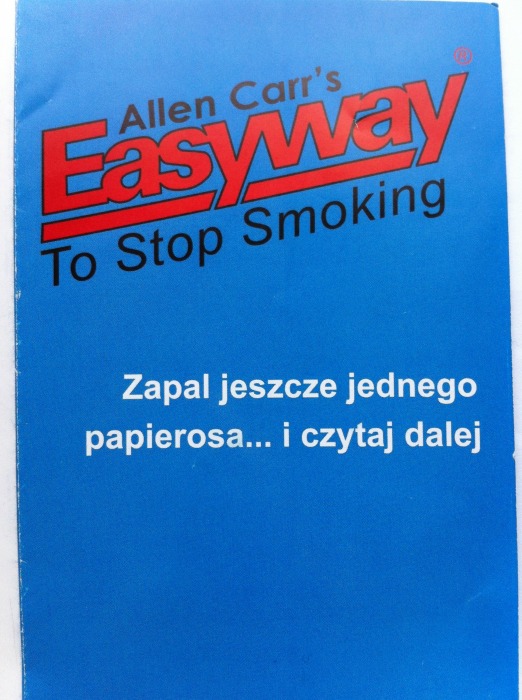 Allen Carr's
Easyway®
To Stop Smoking
Zapal jeszcze jednego
papierosa... i czytaj dalej